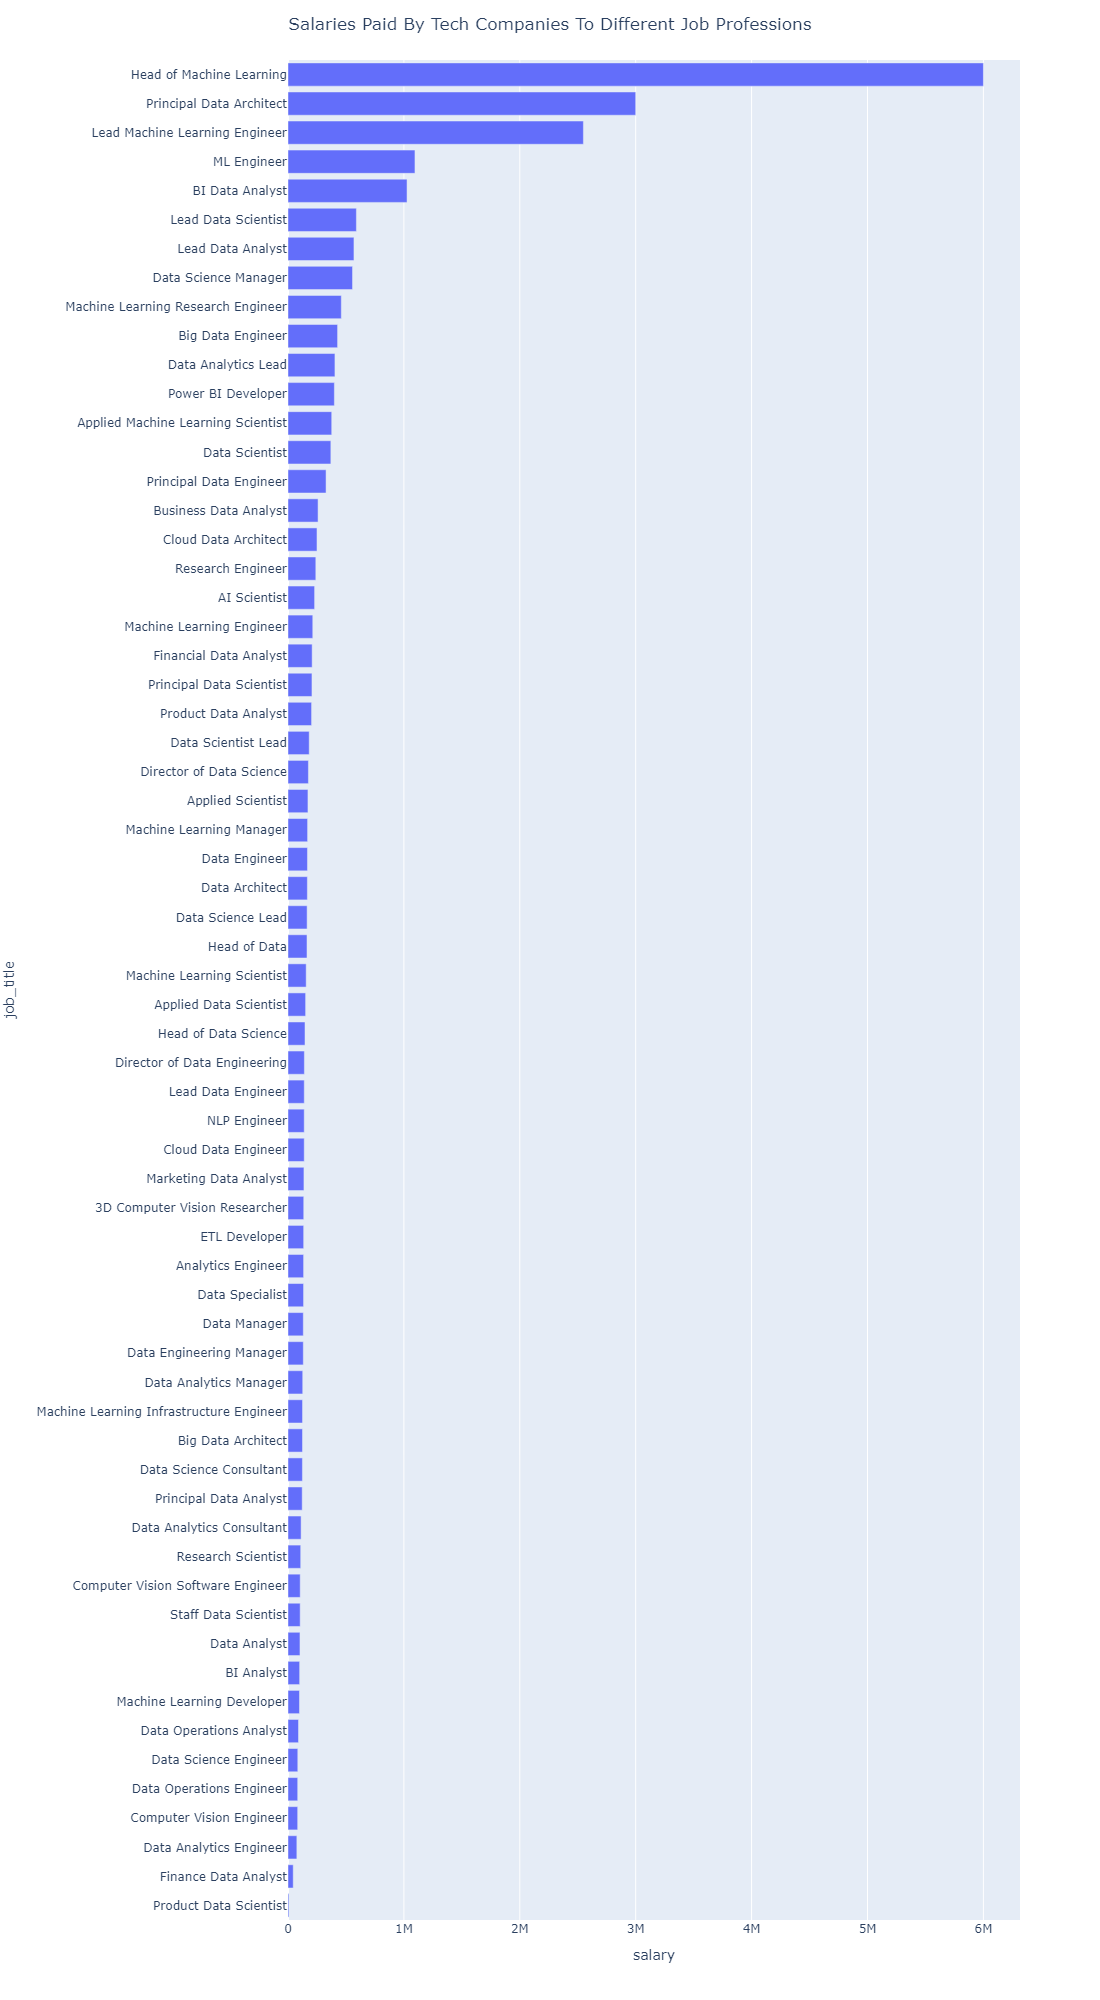 Salaries Paid By Tech Companies To Different Job Professions
Head of Machine Learning
Principal Data Architect
Lead Machine Learning Engineer
ML Engineer
BI Data Analyst
Lead Data Scientist
Lead Data Analyst
Data Science Manager
Machine Learning Research Engineer
Big Data Engineer
Data Analytics Lead
Power BI Developer
Applied Machine Learning Scientist
Data Scientist
Principal Data Engineer
Business Data Analyst
Cloud Data Architect
Research Engineer
AI Scientist
Machine Learning Engineer
Financial Data Analyst
Principal Data Scientist
Product Data Analyst
Data Scientist Lead
Director of Data Science
Applied Scientist
Machine Learning Manager
Data Engineer
Data Architect
Data Science Lead
Head of Data
Machine Learning Scientist
Applied Data Scientist
Head of Data Science
Director of Data Engineering
Lead Data Engineer
NLP Engineer
Cloud Data Engineer
Marketing Data Analyst
3D Computer Vision Researcher
ETL Developer
Analytics Engineer
Data Specialist
Data Manager
Data Engineering Manager
Data Analytics Manager
Machine Learning Infrastructure Engineer
Big Data Architect
Data Science Consultant
Principal Data Analyst
Data Analytics Consultant
Research Scientist
Computer Vision Software Engineer
Staff Data Scientist
Data Analyst
BI Analyst
Machine Learning Developer
Data Operations Analyst
Data Science Engineer
Data Operations Engineer
Computer Vision Engineer
Data Analytics Engineer
Finance Data Analyst
Product Data Scientist
job_title
0 1M 2M 3M 4M 5M 6M
salary